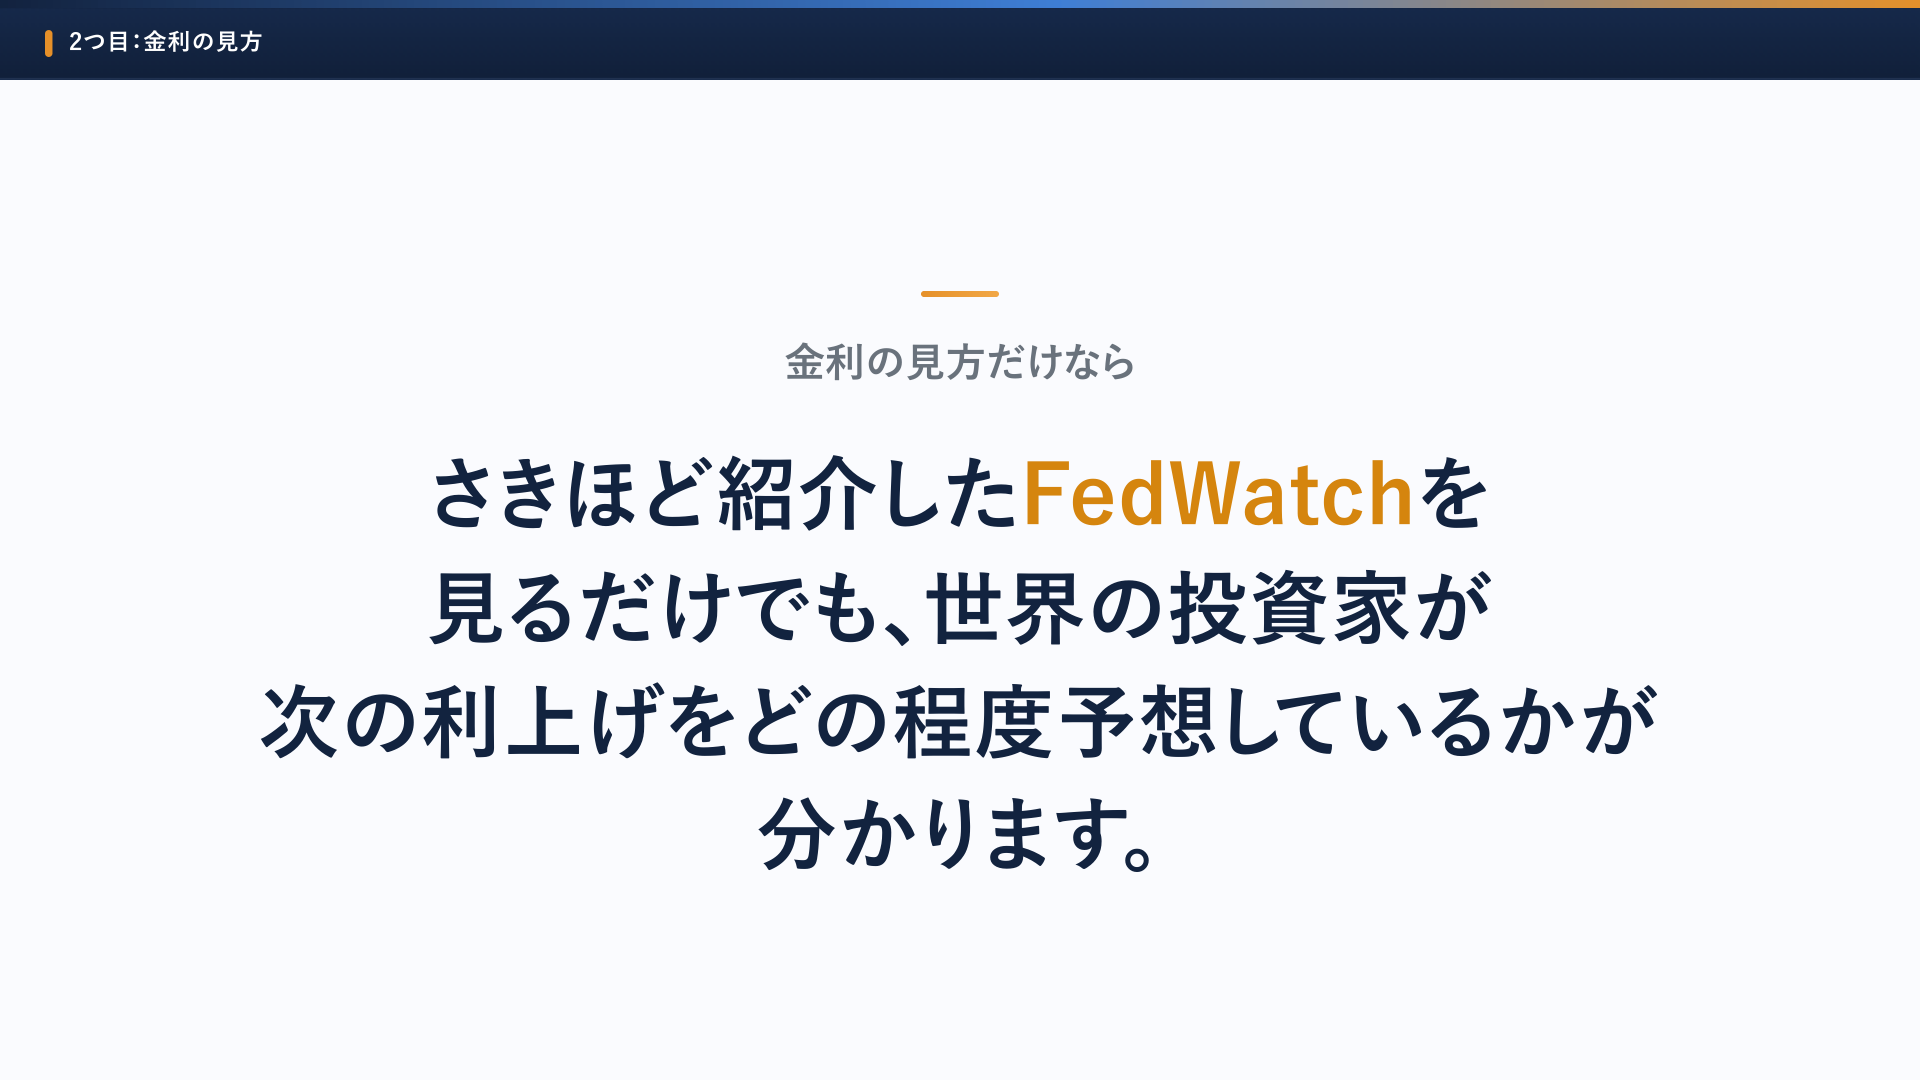 2つ目：金利の見方
金利の見方だけなら
さきほど紹介したFedWatchを
見るだけでも、世界の投資家が
次の利上げをどの程度予想しているかが
分かります。